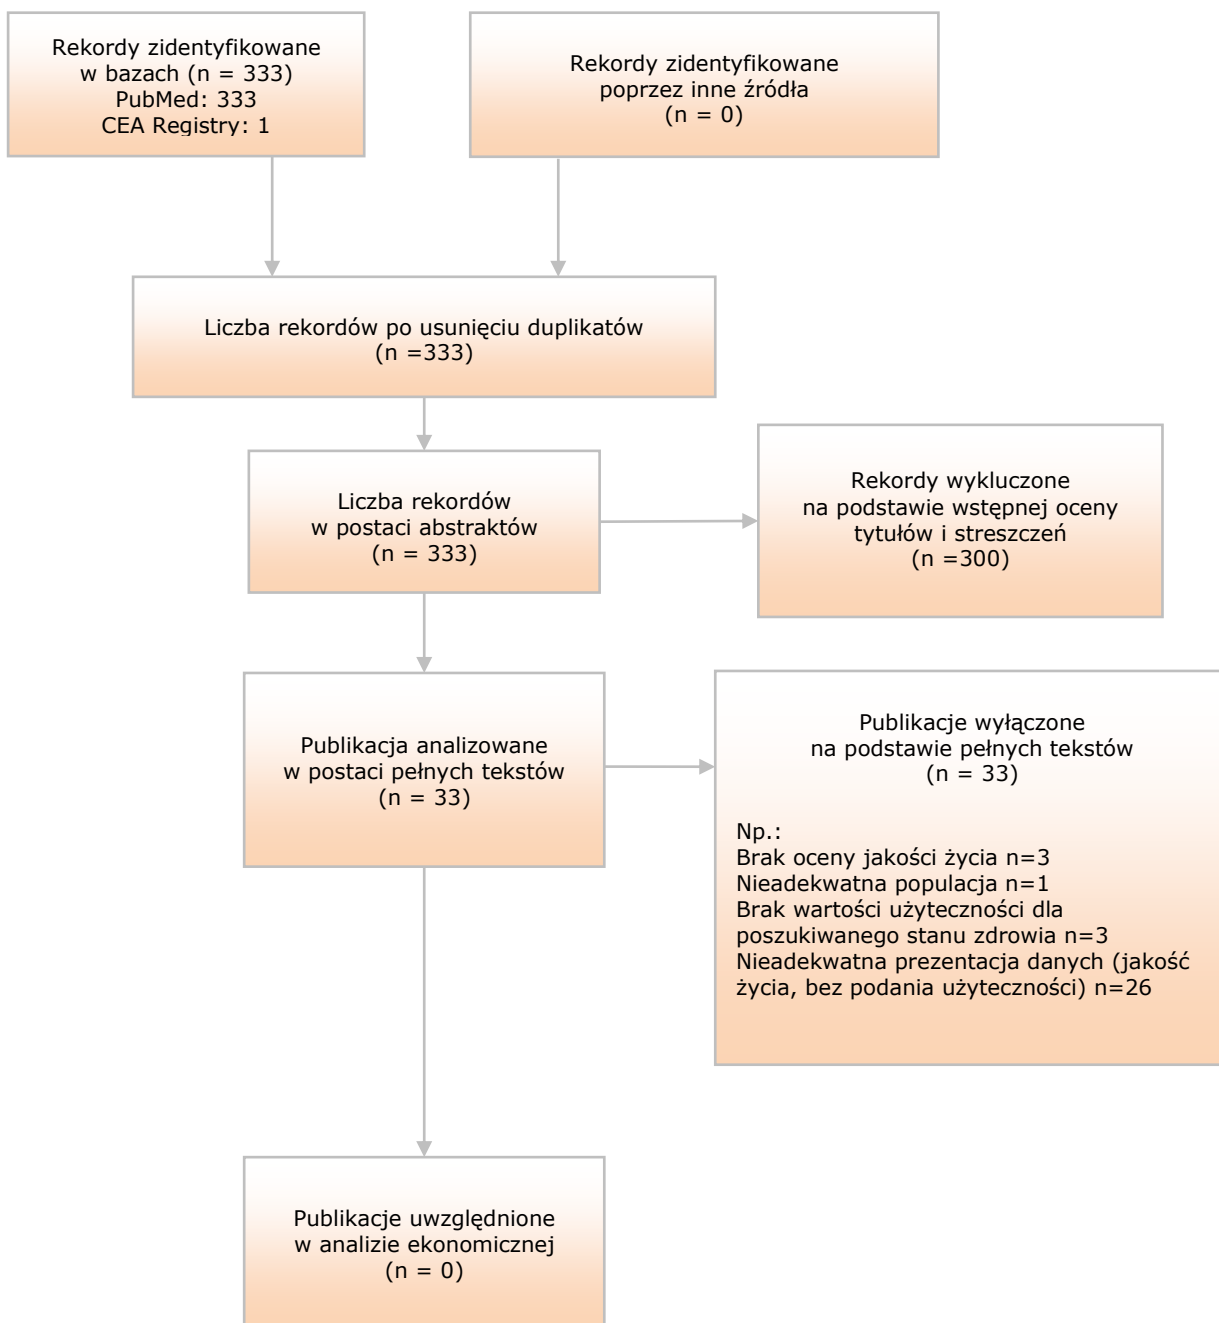 Rekordy zidentyfikowane
w bazach (n = 333)
PubMed: 333
CEA Registry: 1
Rekordy zidentyfikowane
poprzez inne źródła
(n = 0)
Liczba rekordów po usunięciu duplikatów
(n =333)
Liczba rekordów
w postaci abstraktów
(n = 333)
Rekordy wykluczone
na podstawie wstępnej oceny
tytułów i streszczeń
(n =300)
Publikacja analizowane
w postaci pełnych tekstów
(n = 33)
Publikacje wyłączone
na podstawie pełnych tekstów
(n = 33)
Np.:
Brak oceny jakości życia n=3
Nieadekwatna populacja n=1
Brak wartości użyteczności dla
poszukiwanego stanu zdrowia n=3
Nieadekwatna prezentacja danych (jakość
życia, bez podania użyteczności) n=26
Publikacje uwzględnione
w analizie ekonomicznej
(n = 0)